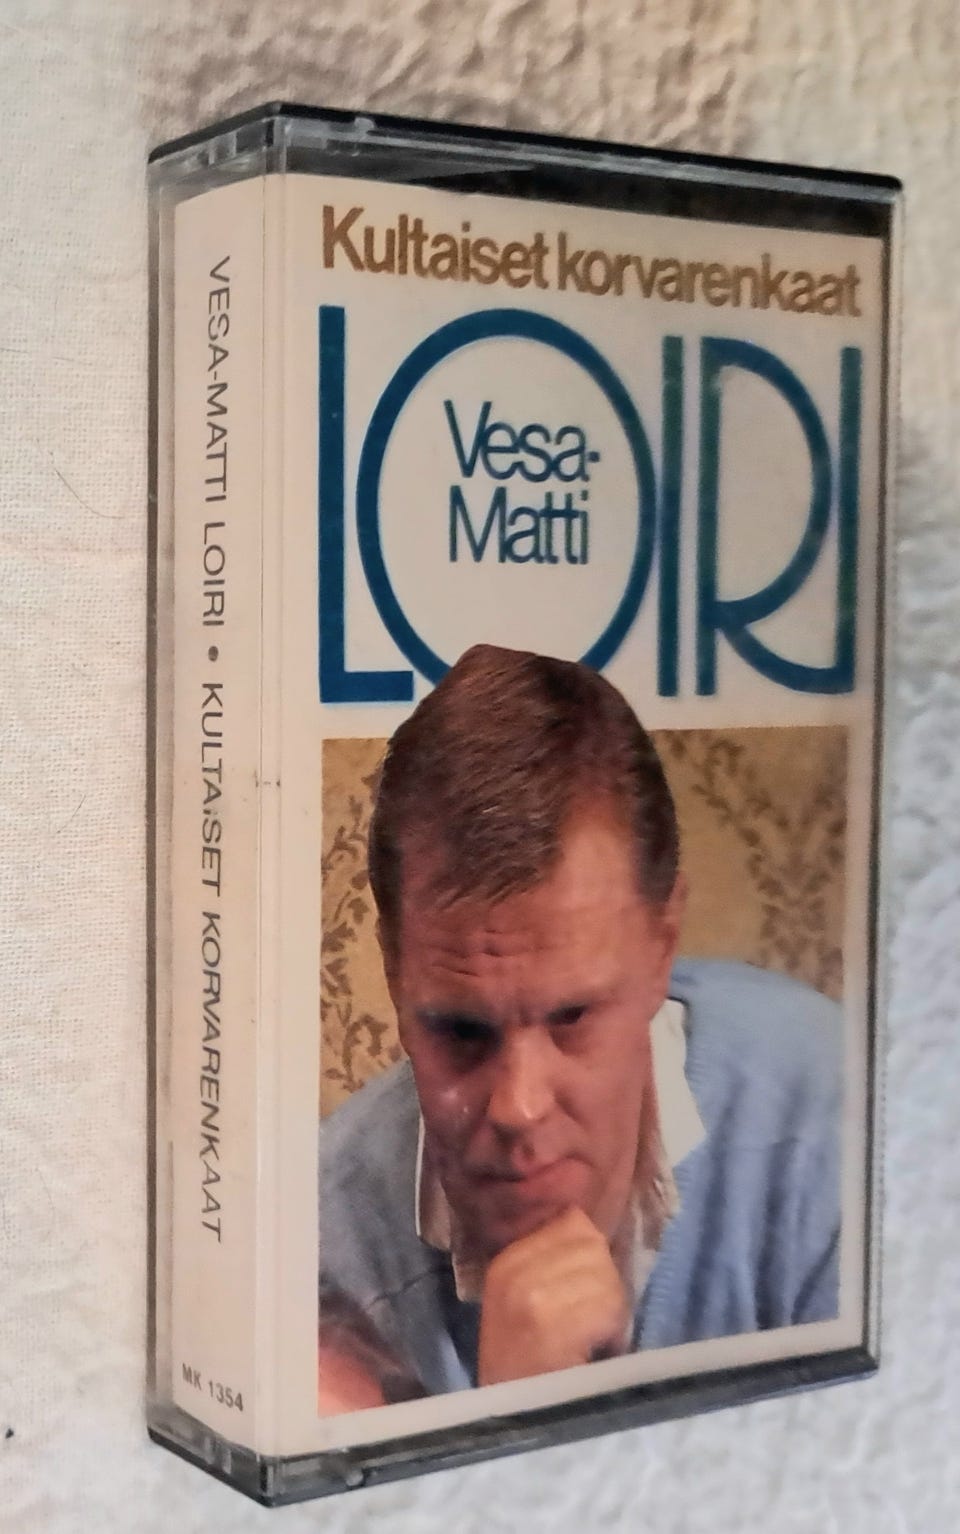 Kultaiset korvarenkaat
LOIRI
Vesa-
Matti
VESA-MATTI LOIRI • KULTAISET KORVARENKAAT
MK 1354